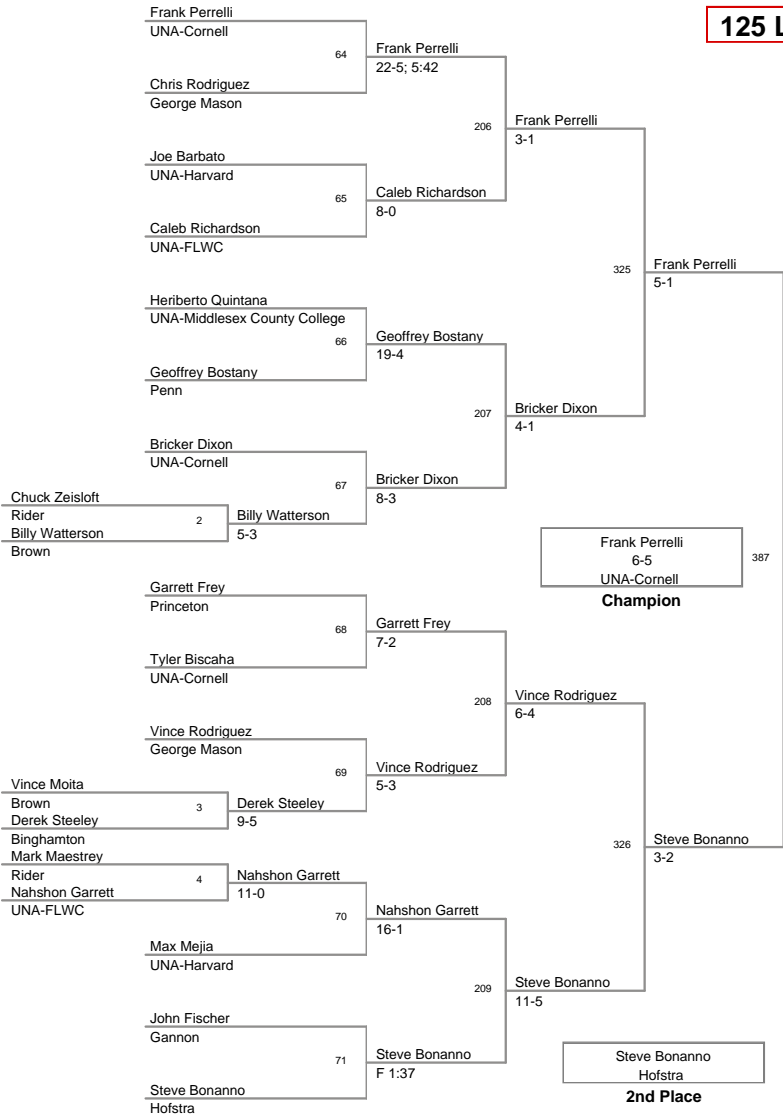 125 L
Frank Perrelli
UNA-Cornell
64
Frank Perrelli
22-5; 5:42
Chris Rodriguez
George Mason
206
Frank Perrelli
3-1
Joe Barbato
UNA-Harvard
65
Caleb Richardson
8-0
Caleb Richardson
UNA-FLWC
325
Frank Perrelli
5-1
Heriberto Quintana
UNA-Middlesex County College
66
Geoffrey Bostany
19-4
Geoffrey Bostany
Penn
207
Bricker Dixon
4-1
Bricker Dixon
UNA-Cornell
67
Bricker Dixon
8-3
Chuck Zeisloft
Rider
2
Billy Watterson
5-3
Billy Watterson
Brown
Frank Perrelli
6-5
UNA-Cornell
387
Champion
Garrett Frey
Princeton
68
Garrett Frey
7-2
Tyler Biscaha
UNA-Cornell
208
Vince Rodriguez
6-4
Vince Rodriguez
George Mason
69
Vince Rodriguez
5-3
Vince Moita
Brown
3
Derek Steeley
9-5
Derek Steeley
Binghamton
326
Steve Bonanno
3-2
Mark Maestrey
Rider
4
Nahshon Garrett
11-0
Nahshon Garrett
UNA-FLWC
70
Nahshon Garrett
16-1
Max Mejia
UNA-Harvard
209
Steve Bonanno
11-5
John Fischer
Gannon
71
Steve Bonanno
F 1:37
Steve Bonanno
Hofstra
Steve Bonanno
Hofstra
2nd Place